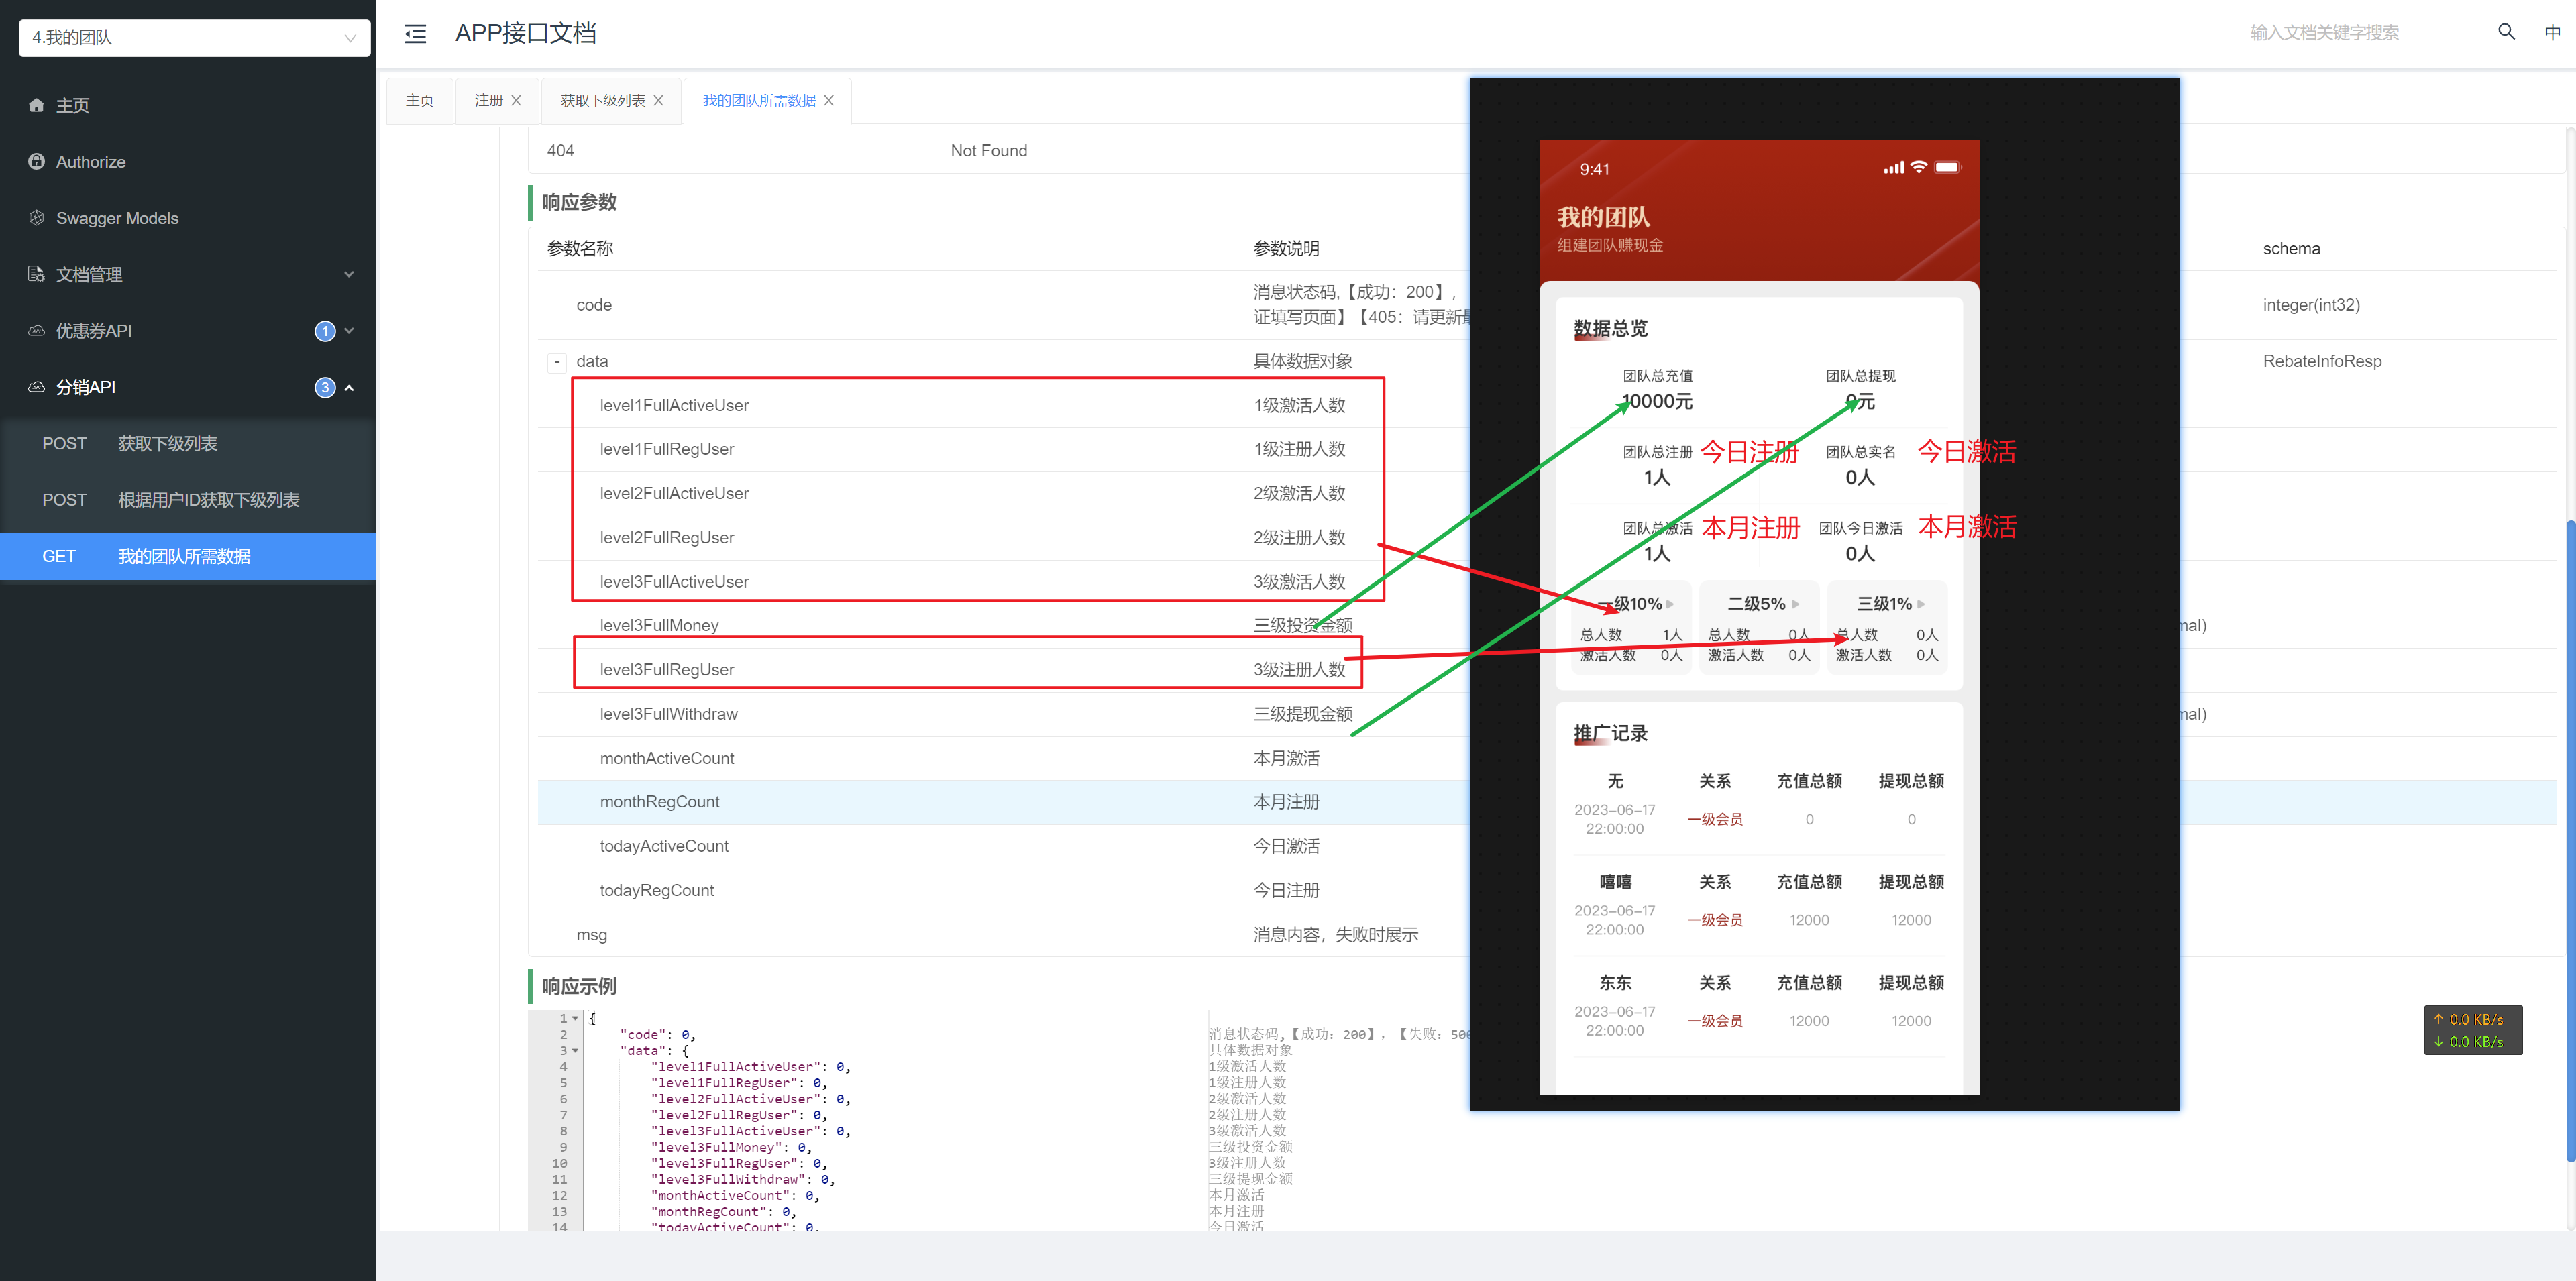 4.我的团队
主页
Authorize
Swagger Models
文档管理
优惠券API
1
分销API
3
POST 获取下级列表
POST 根据用户ID获取下级列表
GET 我的团队所需数据
APP接口文档
输入文档关键字搜索
中
主页
注册
获取下级列表
我的团队所需数据
404 Not Found
响应参数
参数名称 参数说明 schema
code 消息状态码,【成功：200】,
证填写页面】【405：请更新最
integer(int32)
- data 具体数据对象 RebateInfoResp
level1FullActiveUser 1级激活人数
level1FullRegUser 1级注册人数
level2FullActiveUser 2级激活人数
level2FullRegUser 2级注册人数
level3FullActiveUser 3级激活人数
level3FullMoney 三级投资金额 mal)
level3FullRegUser 3级注册人数
level3FullWithdraw 三级提现金额 mal)
monthActiveCount 本月激活
monthRegCount 本月注册
todayActiveCount 今日激活
todayRegCount 今日注册
msg 消息内容，失败时展示
响应示例
1 {
2 "code": 0, 消息状态码,【成功：200】,【失败：500
3 "data": { 具体数据对象
4 "level1FullActiveUser": 0, 1级激活人数
5 "level1FullRegUser": 0, 1级注册人数
6 "level2FullActiveUser": 0, 2级激活人数
7 "level2FullRegUser": 0, 2级注册人数
8 "level3FullActiveUser": 0, 3级激活人数
9 "level3FullMoney": 0, 三级投资金额
10 "level3FullRegUser": 0, 3级注册人数
11 "level3FullWithdraw": 0, 三级提现金额
12 "monthActiveCount": 0, 本月激活
13 "monthRegCount": 0, 本月注册
14 "todayActiveCount": 0, 今日激活
9:41
我的团队
组建团队赚现金
数据总览
团队总充值 团队总提现
10000元 0元
团队总注册 今日注册 团队总实名 今日激活
1人 0人
团队总激活 本月注册 团队今日激活 本月激活
1人 0人
一级10% 二级5% 三级1%
总人数 1人 总人数 0人 总人数 0人
激活人数 0人 激活人数 0人 激活人数 0人
推广记录
无 关系 充值总额 提现总额
2023-06-17
22:00:00
一级会员 0 0
嘻嘻 关系 充值总额 提现总额
2023-06-17
22:00:00
一级会员 12000 12000
东东 关系 充值总额 提现总额
2023-06-17
22:00:00
一级会员 12000 12000
↑ 0.0 KB/s
↓ 0.0 KB/s